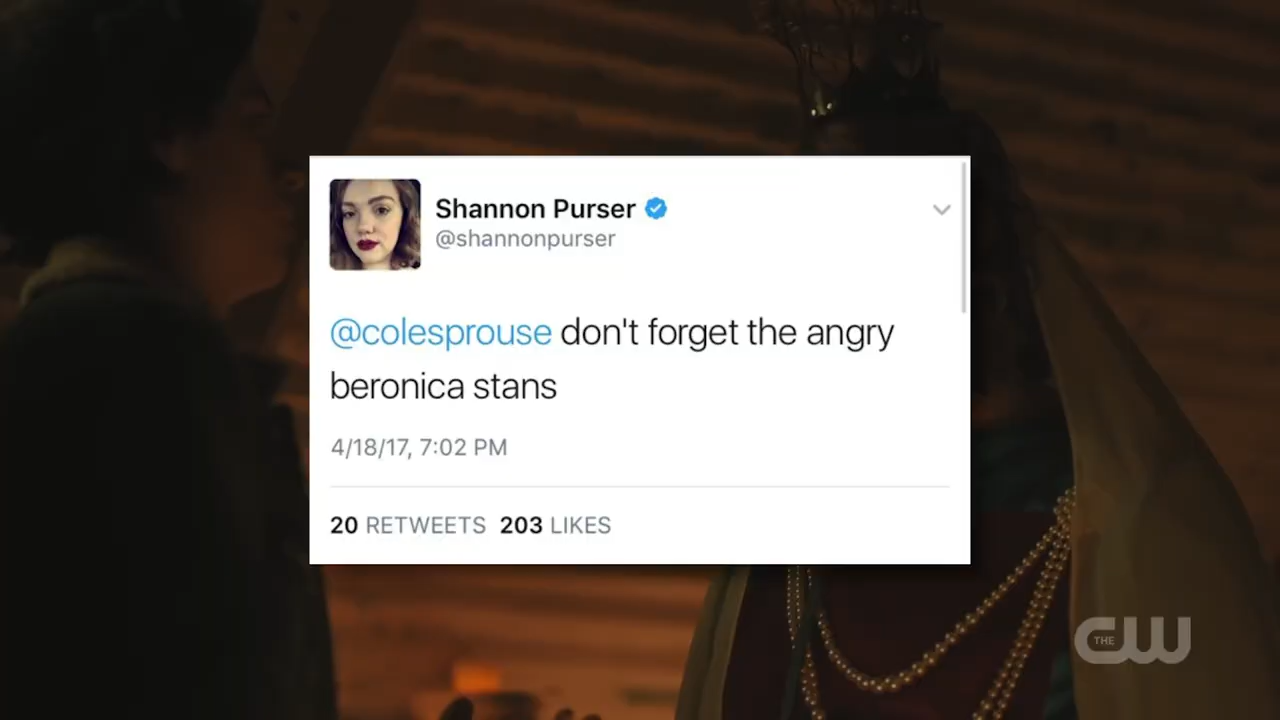 Shannon Purser
@shannonpurser
@colesprouse don't forget the angry
beronica stans
4/18/17, 7:02 PM
20 RETWEETS 203 LIKES
THE CW